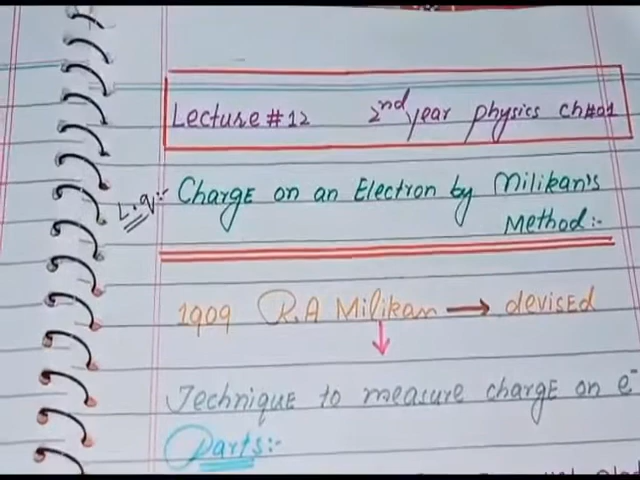 Lecture #12 2nd year physics ch#01
L.q:- Charge on an Electron by Milikan's
Method:-
1909 R.A Milikan → devised
↓
Technique to measure charge on e⁻
Parts:-